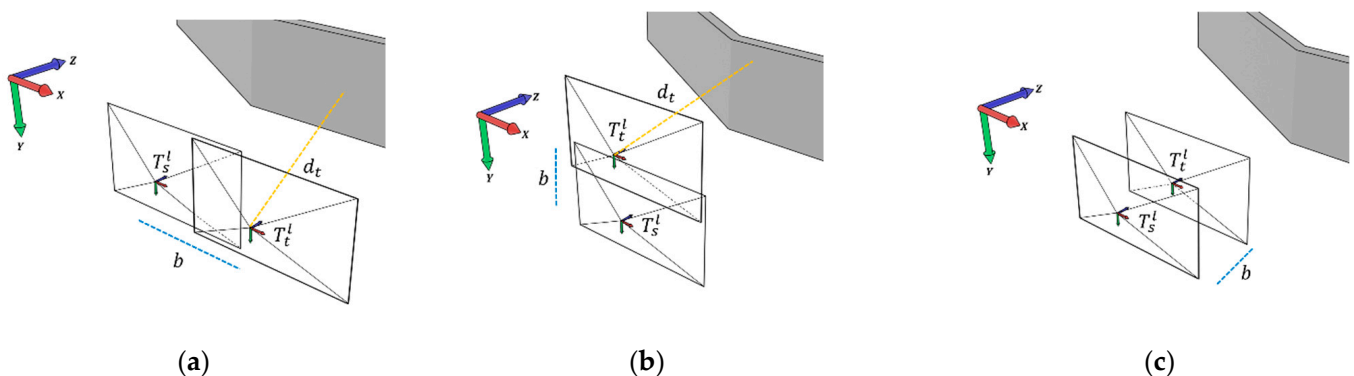 Z
X
Y
T_s^l
d_t
T_t^l
b
(a)
Z
X
Y
d_t
T_t^l
b
T_s^l
(b)
Z
X
Y
T_t^l
T_s^l
b
(c)